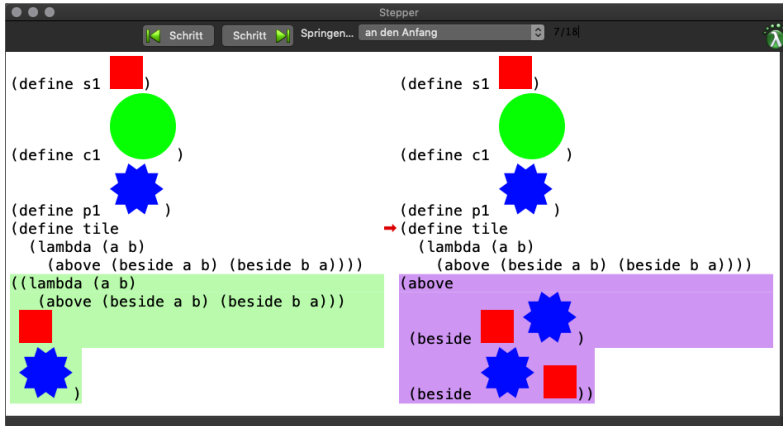 Stepper
Schritt Schritt Springen... an den Anfang 7/18
(define s1 )
(define c1 )
(define p1 )
(define tile
(lambda (a b)
(above (beside a b) (beside b a))))
((lambda (a b)
(above (beside a b) (beside b a)))
)
(define s1 )
(define c1 )
(define p1 )
(define tile
(lambda (a b)
(above (beside a b) (beside b a))))
(above
(beside )
(beside ))
λ